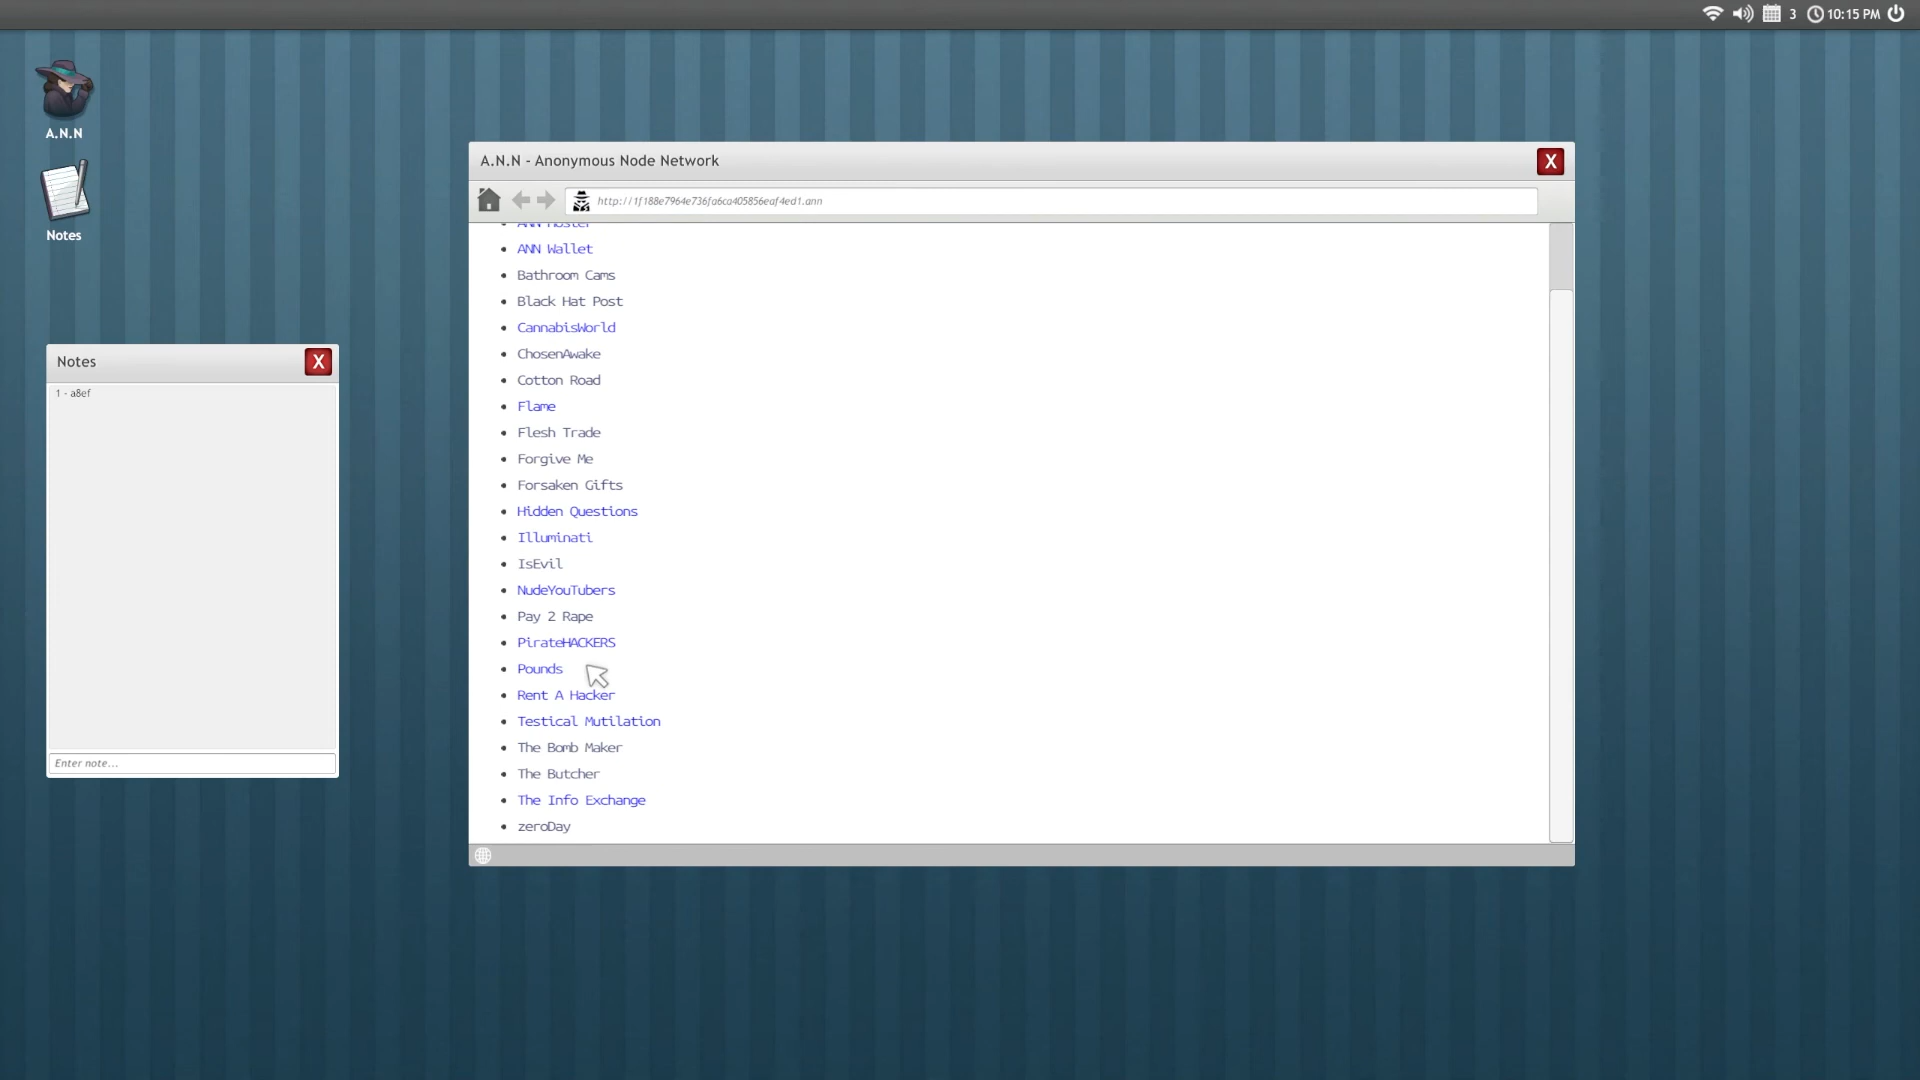 3
10:15 PM
A.N.N
Notes
Notes
X
1 - a8ef
Enter note...
A.N.N - Anonymous Node Network
X
http://1f188e7964e736fa6ca405856eaf4ed1.ann
ANN Wallet
Bathroom Cams
Black Hat Post
CannabisWorld
ChosenAwake
Cotton Road
Flame
Flesh Trade
Forgive Me
Forsaken Gifts
Hidden Questions
Illuminati
IsEvil
NudeYouTubers
Pay 2 Rape
PirateHACKERS
Pounds
Rent A Hacker
Testical Mutilation
The Bomb Maker
The Butcher
The Info Exchange
zeroDay